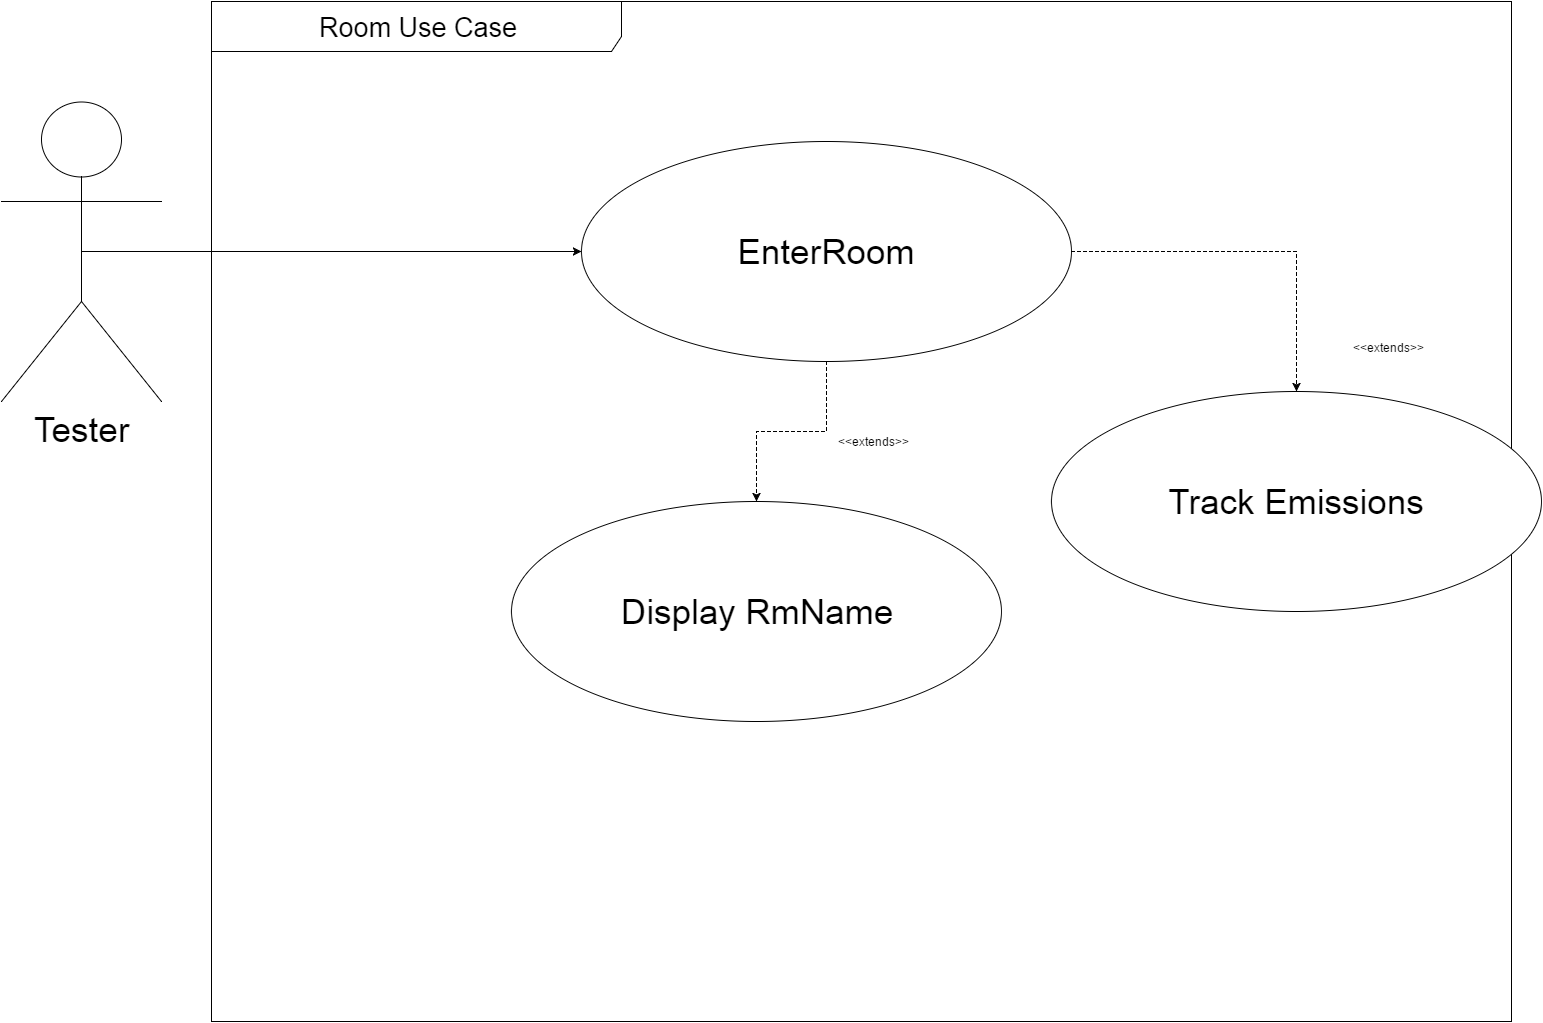 Room Use Case
EnterRoom
<<extends>>
Tester
<<extends>>
Track Emissions
Display RmName